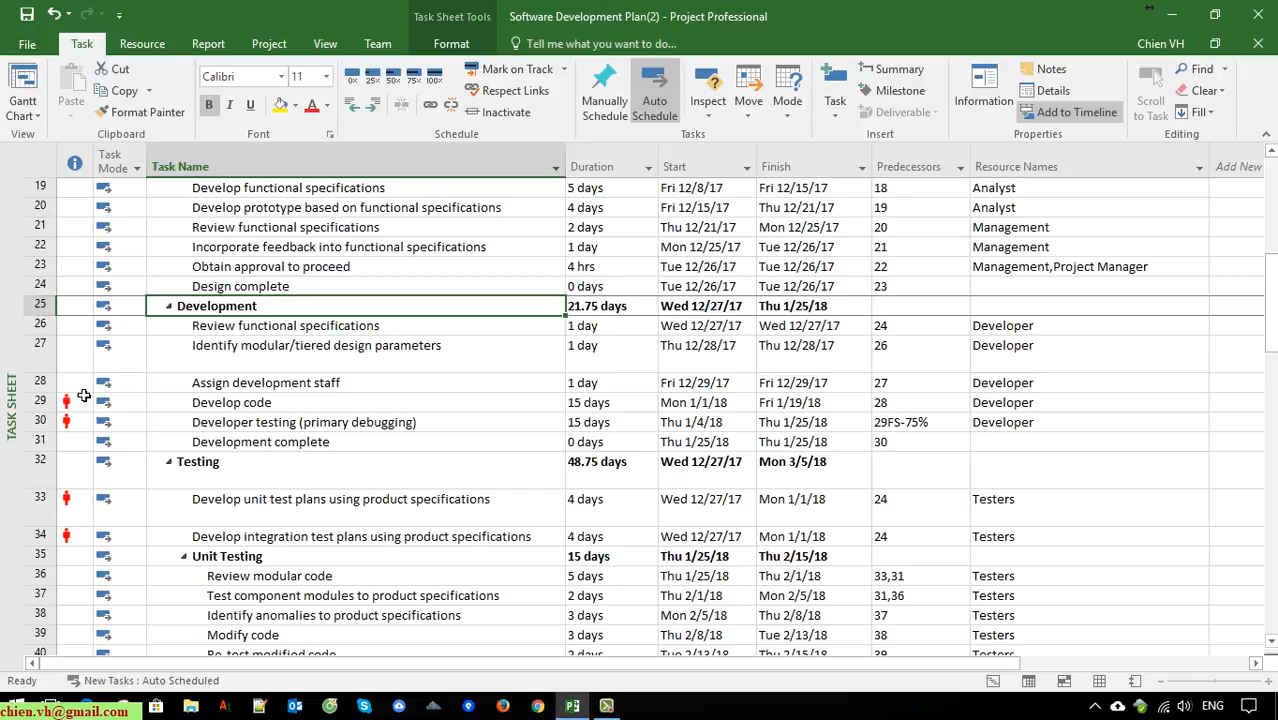 Task Sheet Tools
Software Development Plan(2) - Project Professional
File
Task
Resource
Report
Project
View
Team
Format
Tell me what you want to do...
Chien VH
Gantt Chart
View
Paste
Cut
Copy
Format Painter
Clipboard
Calibri
11
B I U
A
Font
0% 25% 50% 75% 100%
Mark on Track
Respect Links
Inactivate
Schedule
Manually Schedule
Auto Schedule
Inspect
Move
Mode
Tasks
Task
Summary
Milestone
Deliverable
Insert
Information
Notes
Details
Add to Timeline
Properties
Scroll to Task
Find
Clear
Fill
Editing
Task Mode
Task Name
Duration
Start
Finish
Predecessors
Resource Names
Add New
19 Develop functional specifications 5 days Fri 12/8/17 Fri 12/15/17 18 Analyst
20 Develop prototype based on functional specifications 4 days Fri 12/15/17 Thu 12/21/17 19 Analyst
21 Review functional specifications 2 days Thu 12/21/17 Mon 12/25/17 20 Management
22 Incorporate feedback into functional specifications 1 day Mon 12/25/17 Tue 12/26/17 21 Management
23 Obtain approval to proceed 4 hrs Tue 12/26/17 Tue 12/26/17 22 Management,Project Manager
24 Design complete 0 days Tue 12/26/17 Tue 12/26/17 23
25 Development 21.75 days Wed 12/27/17 Thu 1/25/18
26 Review functional specifications 1 day Wed 12/27/17 Wed 12/27/17 24 Developer
27 Identify modular/tiered design parameters 1 day Thu 12/28/17 Thu 12/28/17 26 Developer
28 Assign development staff 1 day Fri 12/29/17 Fri 12/29/17 27 Developer
29 Develop code 15 days Mon 1/1/18 Fri 1/19/18 28 Developer
30 Developer testing (primary debugging) 15 days Thu 1/4/18 Thu 1/25/18 29FS-75% Developer
31 Development complete 0 days Thu 1/25/18 Thu 1/25/18 30
32 Testing 48.75 days Wed 12/27/17 Mon 3/5/18
33 Develop unit test plans using product specifications 4 days Wed 12/27/17 Mon 1/1/18 24 Testers
34 Develop integration test plans using product specifications 4 days Wed 12/27/17 Mon 1/1/18 24 Testers
35 Unit Testing 15 days Thu 1/25/18 Thu 2/15/18
36 Review modular code 5 days Thu 1/25/18 Thu 2/1/18 33,31 Testers
37 Test component modules to product specifications 2 days Thu 2/1/18 Mon 2/5/18 31,36 Testers
38 Identify anomalies to product specifications 3 days Mon 2/5/18 Thu 2/8/18 37 Testers
39 Modify code 3 days Thu 2/8/18 Tue 2/13/18 38 Testers
40 Re-test modified code 2 days Tue 2/13/18 Thu 2/15/18 39 Testers
TASK SHEET
Ready
New Tasks : Auto Scheduled
chien.vh@gmail.com
ENG